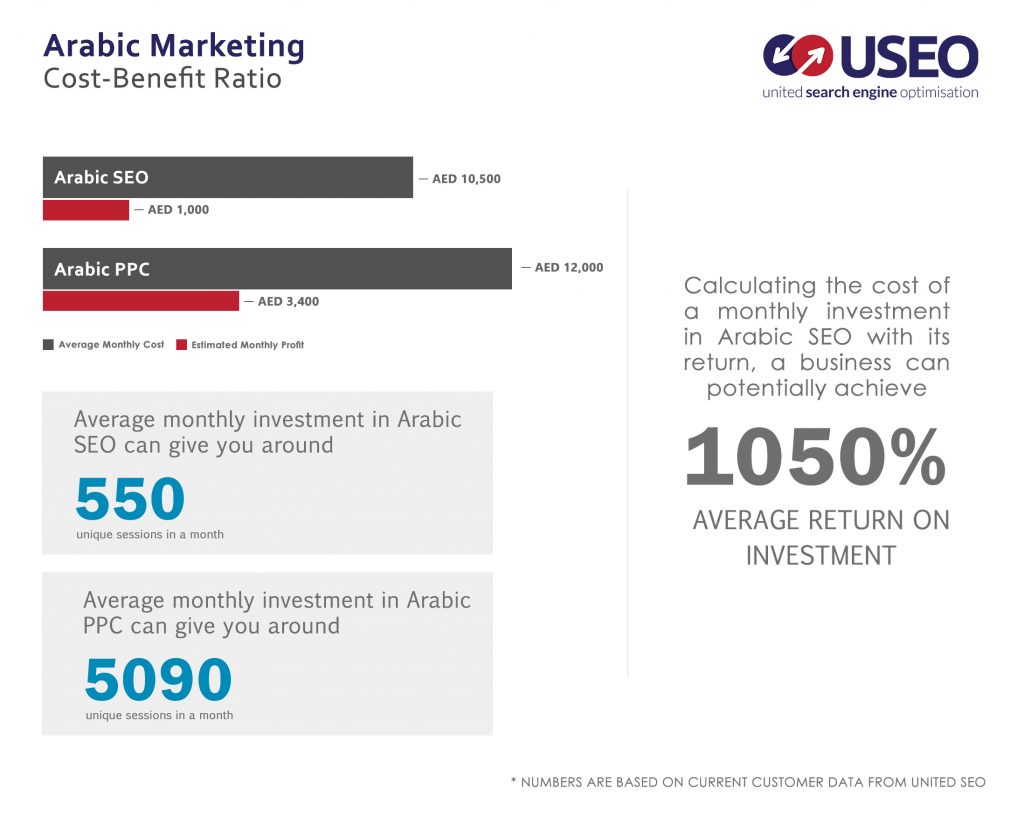 Arabic Marketing
Cost-Benefit Ratio
USEO
united search engine optimisation
Arabic SEO
— AED 10,500
— AED 1,000
Arabic PPC
— AED 12,000
— AED 3,400
Average Monthly Cost
Estimated Monthly Profit
Average monthly investment in Arabic
SEO can give you around
550
unique sessions in a month
Average monthly investment in Arabic
PPC can give you around
5090
unique sessions in a month
Calculating the cost of
a monthly investment
in Arabic SEO with its
return, a business can
potentially achieve
1050%
AVERAGE RETURN ON
INVESTMENT
* NUMBERS ARE BASED ON CURRENT CUSTOMER DATA FROM UNITED SEO